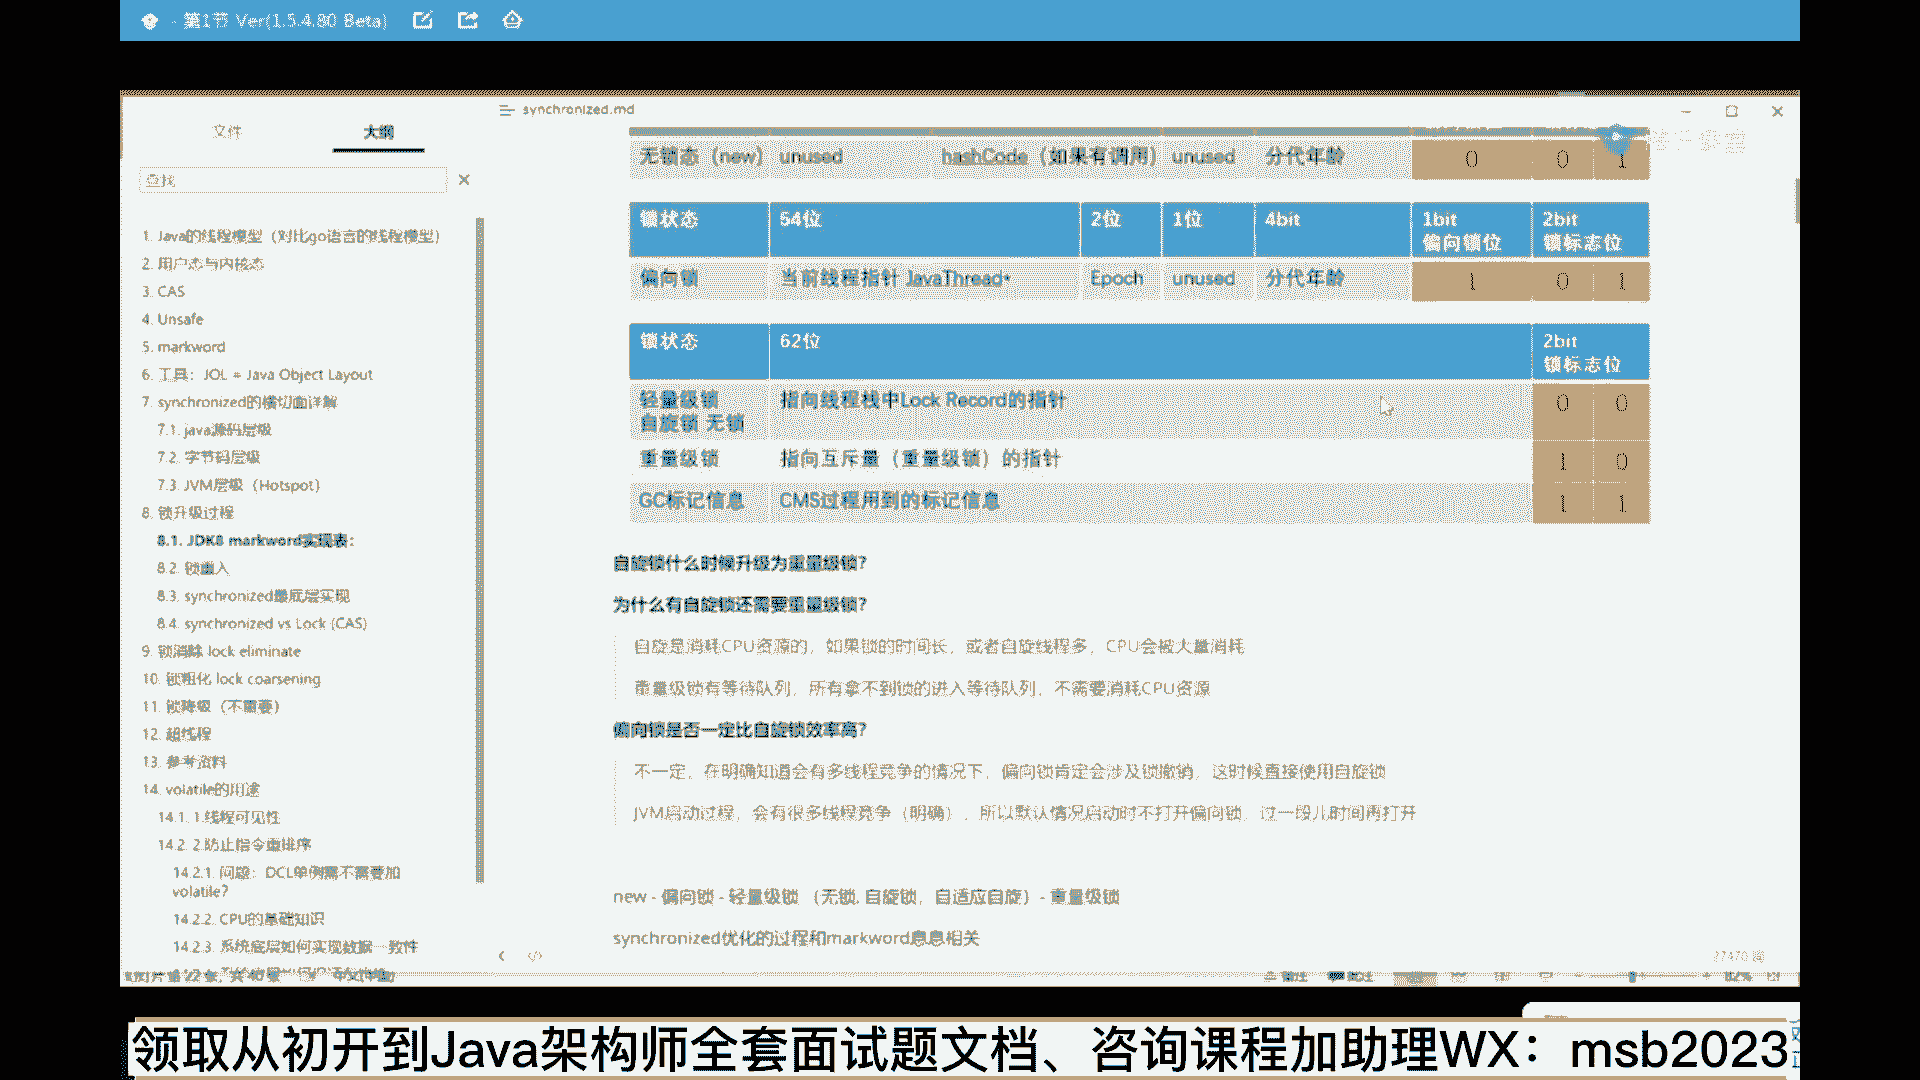 - 第1节 Ver(1.5.4.80 Beta)
文件 大纲
synchronized.md
查找
1. Java的线程模型（对比go语言的线程模型）
2. 用户态与内核态
3. CAS
4. Unsafe
5. markword
6. 工具：JOL = Java Object Layout
7. synchronized的横切面详解
7.1. java源码层级
7.2. 字节码层级
7.3. JVM层级（Hotspot）
8. 锁升级过程
8.1. JDK8 markword实现表：
8.2. 锁重入
8.3. synchronized最底层实现
8.4. synchronized vs Lock (CAS)
9. 锁消除 lock eliminate
10. 锁粗化 lock coarsening
11. 锁降级（不重要）
12. 超线程
13. 参考资料
14. volatile的用途
14.1. 1.线程可见性
14.2. 2.防止指令重排序
14.2.1. 问题：DCL单例需不需要加
volatile？
14.2.2. CPU的基础知识
14.2.3. 系统底层如何实现数据一致性
无锁态（new） unused hashCode（如果有调用） unused 分代年龄 0 0 1
锁状态 54位 2位 1位 4bit 1bit 2bit
偏向锁位 锁标志位
偏向锁 当前线程指针 JavaThread* Epoch unused 分代年龄 1 0 1
锁状态 62位 2bit
锁标志位
轻量级锁 指向线程栈中Lock Record的指针 0 0
自旋锁 无锁
重量级锁 指向互斥量（重量级锁）的指针 1 0
GC标记信息 CMS过程用到的标记信息 1 1
自旋锁什么时候升级为重量级锁？
为什么有自旋锁还需要重量级锁？
自旋是消耗CPU资源的，如果锁的时间长，或者自旋线程多，CPU会被大量消耗
重量级锁有等待队列，所有拿不到锁的进入等待队列，不需要消耗CPU资源
偏向锁是否一定比自旋锁效率高？
不一定，在明确知道会有多线程竞争的情况下，偏向锁肯定会涉及锁撤销，这时候直接使用自旋锁
JVM启动过程，会有很多线程竞争（明确），所以默认情况启动时不打开偏向锁，过一段儿时间再打开
new - 偏向锁 - 轻量级锁 （无锁, 自旋锁，自适应自旋）- 重量级锁
synchronized优化的过程和markword息息相关
27470 词
82%
领取从初开到Java架构师全套面试题文档、咨询课程加助理WX：msb2023